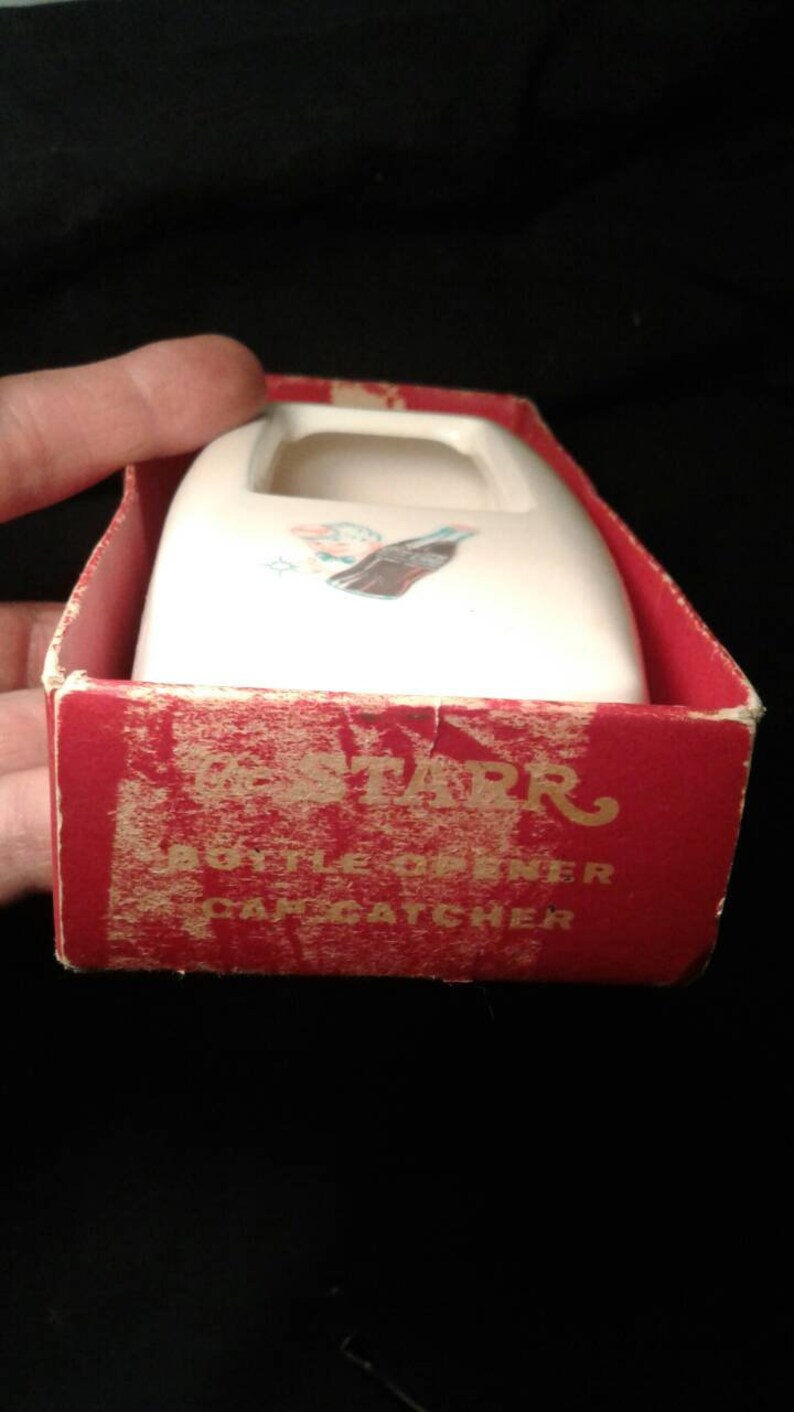 The STARR
BOTTLE OPENER
CAP CATCHER